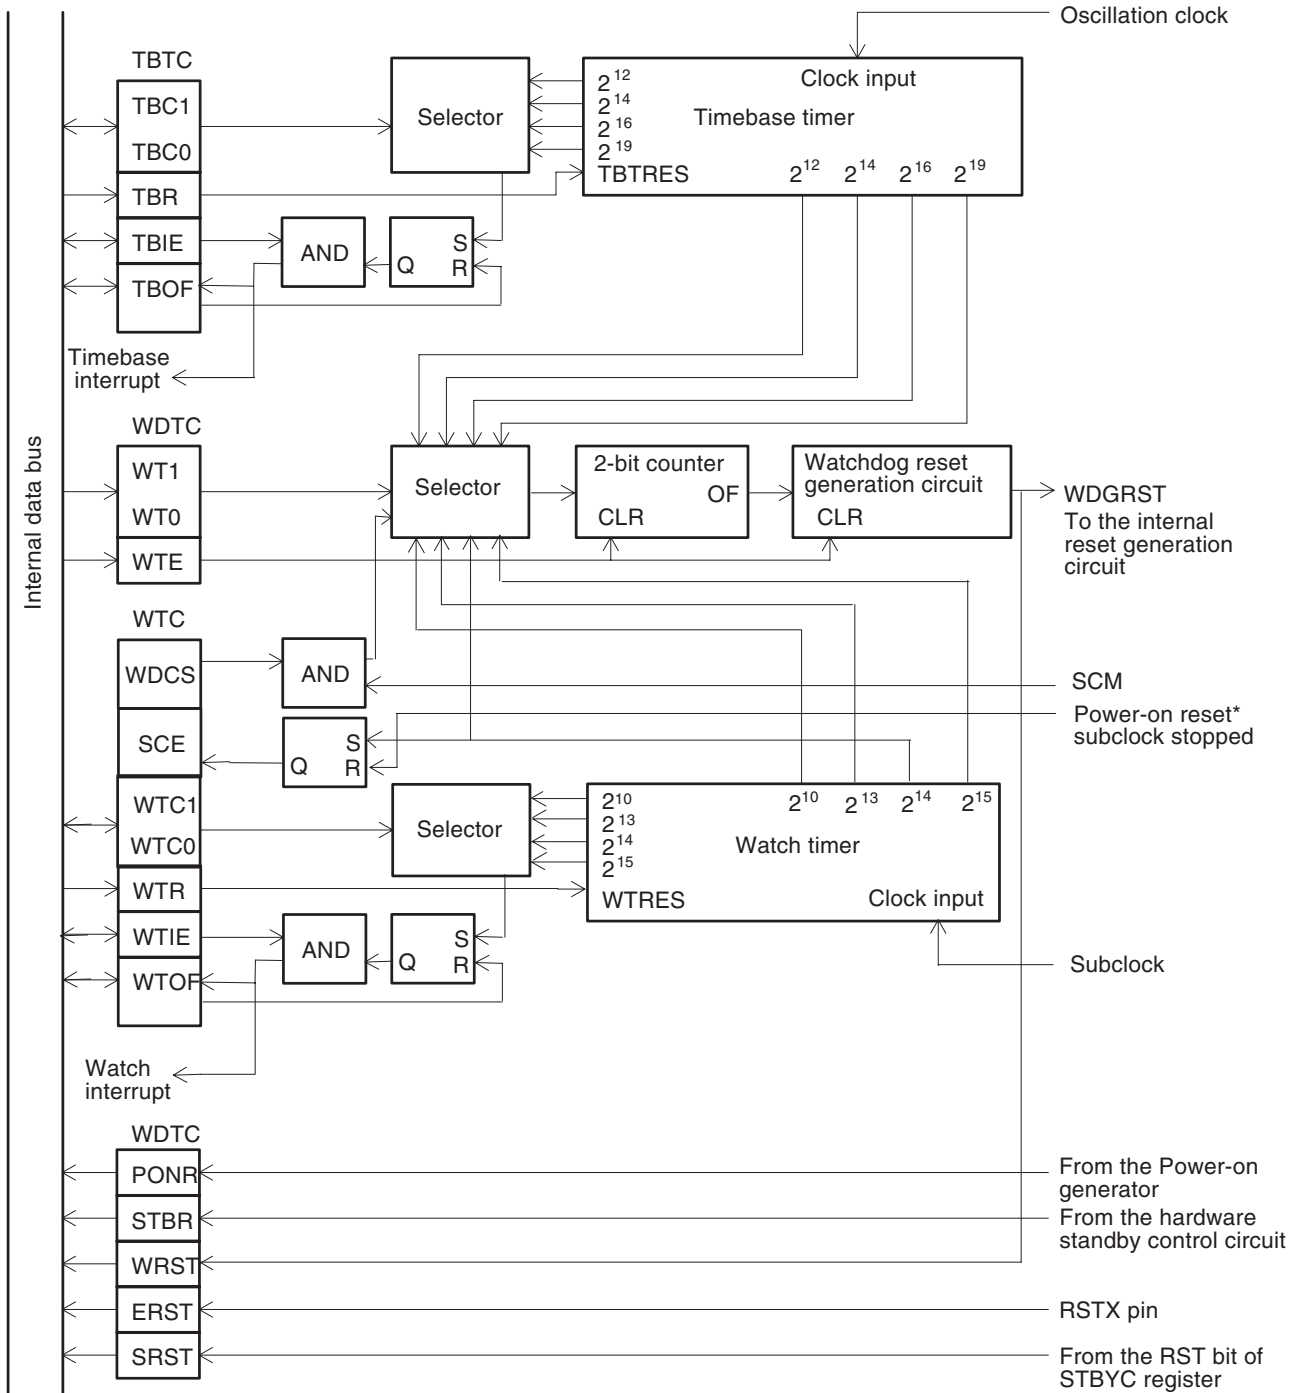 Oscillation clock
TBTC
TBC1
TBC0
TBR
TBIE
TBOF
Selector
2^12
2^14
2^16
2^19
TBTRES
Clock input
Timebase timer
2^12 2^14 2^16 2^19
AND
Q S R
Timebase
interrupt
Internal data bus
WDTC
WT1
WT0
WTE
Selector
2-bit counter
OF
CLR
Watchdog reset
generation circuit
CLR
WDGRST
To the internal
reset generation
circuit
WTC
WDCS
SCE
WTC1
WTC0
WTR
WTIE
WTOF
AND
SCM
Power-on reset*
subclock stopped
Q S R
Selector
2^10
2^13
2^14
2^15
WTRES
2^10 2^13 2^14 2^15
Watch timer
Clock input
AND
Q S R
Subclock
Watch
interrupt
WDTC
PONR
STBR
WRST
ERST
SRST
From the Power-on
generator
From the hardware
standby control circuit
RSTX pin
From the RST bit of
STBYC register